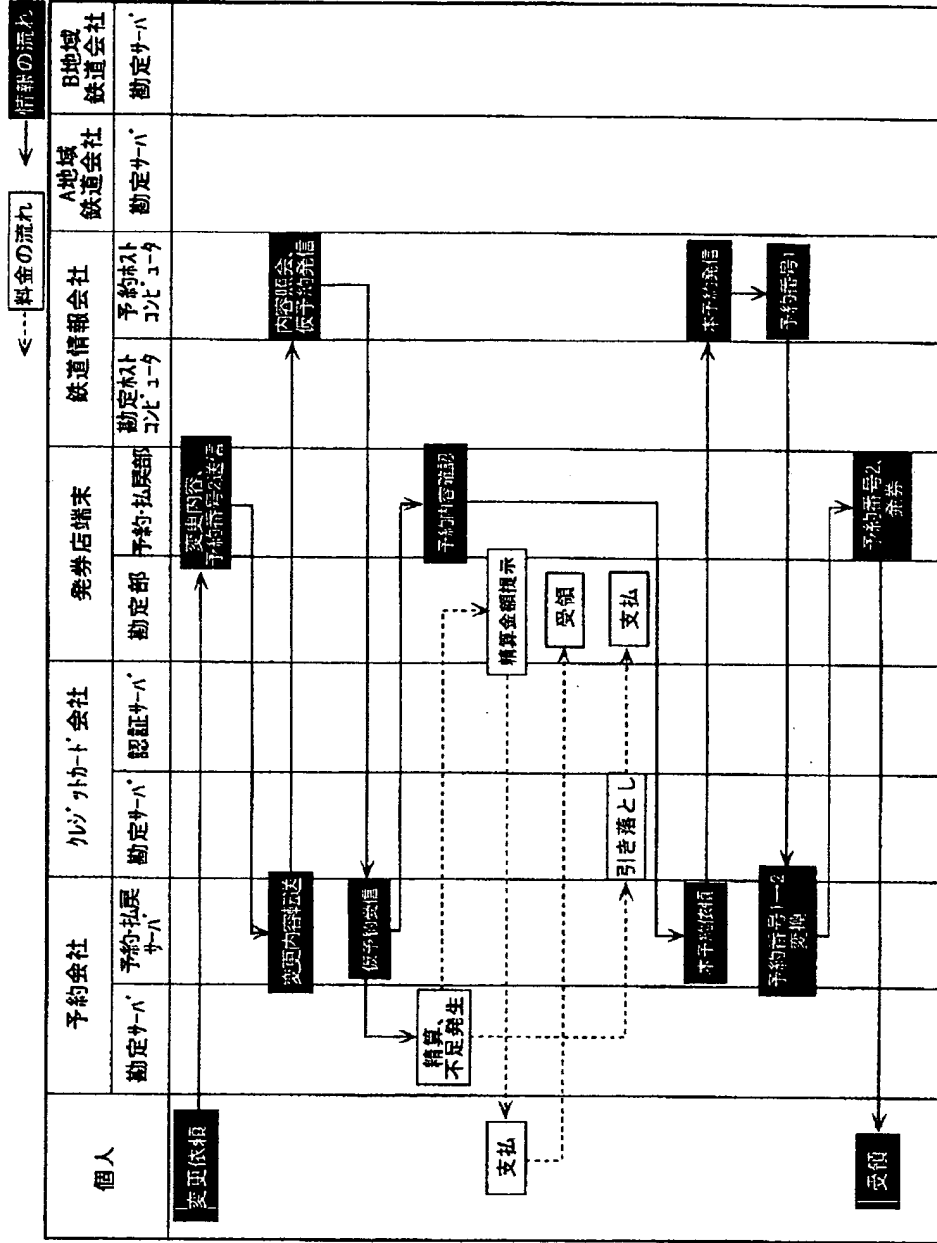 料金の流れ
情報の流れ
個人
予約会社
クレジットカード会社
発券店端末
鉄道情報会社
A地域
鉄道会社
B地域
鉄道会社
勘定サーバ
予約・払戻
サーバ
勘定サーバ
認証サーバ
勘定部
予約・払戻部
勘定ホスト
コンピュータ
予約ホスト
コンピュータ
勘定サーバ
勘定サーバ
変更依頼
変更内容、
予約番号2送信
変更内容転送
内容照会、
仮予約発信
仮予約受信
精算、
不足発生
予約内容確認
精算金額提示
支払
受領
引き落とし
支払
本予約依頼
本予約発信
予約番号1
予約番号1―2
変換
予約番号2、
発券
受領